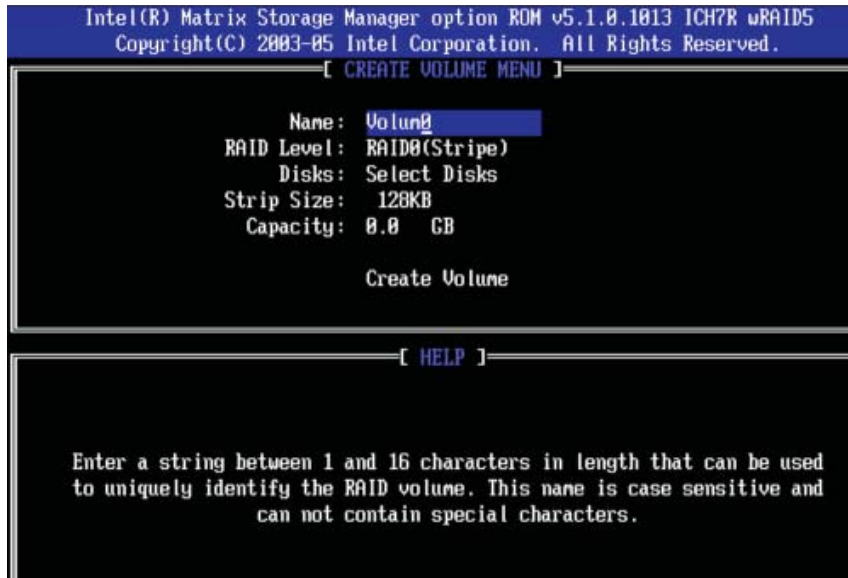 Intel(R) Matrix Storage Manager option ROM v5.1.0.1013 ICH7R wRAID5
Copyright(C) 2003-05 Intel Corporation. All Rights Reserved.
[ CREATE VOLUME MENU ]
Name: Volum0
RAID Level: RAID0(Stripe)
Disks: Select Disks
Strip Size: 128KB
Capacity: 0.0 GB
Create Volume
[ HELP ]
Enter a string between 1 and 16 characters in length that can be used
to uniquely identify the RAID volume. This name is case sensitive and
can not contain special characters.